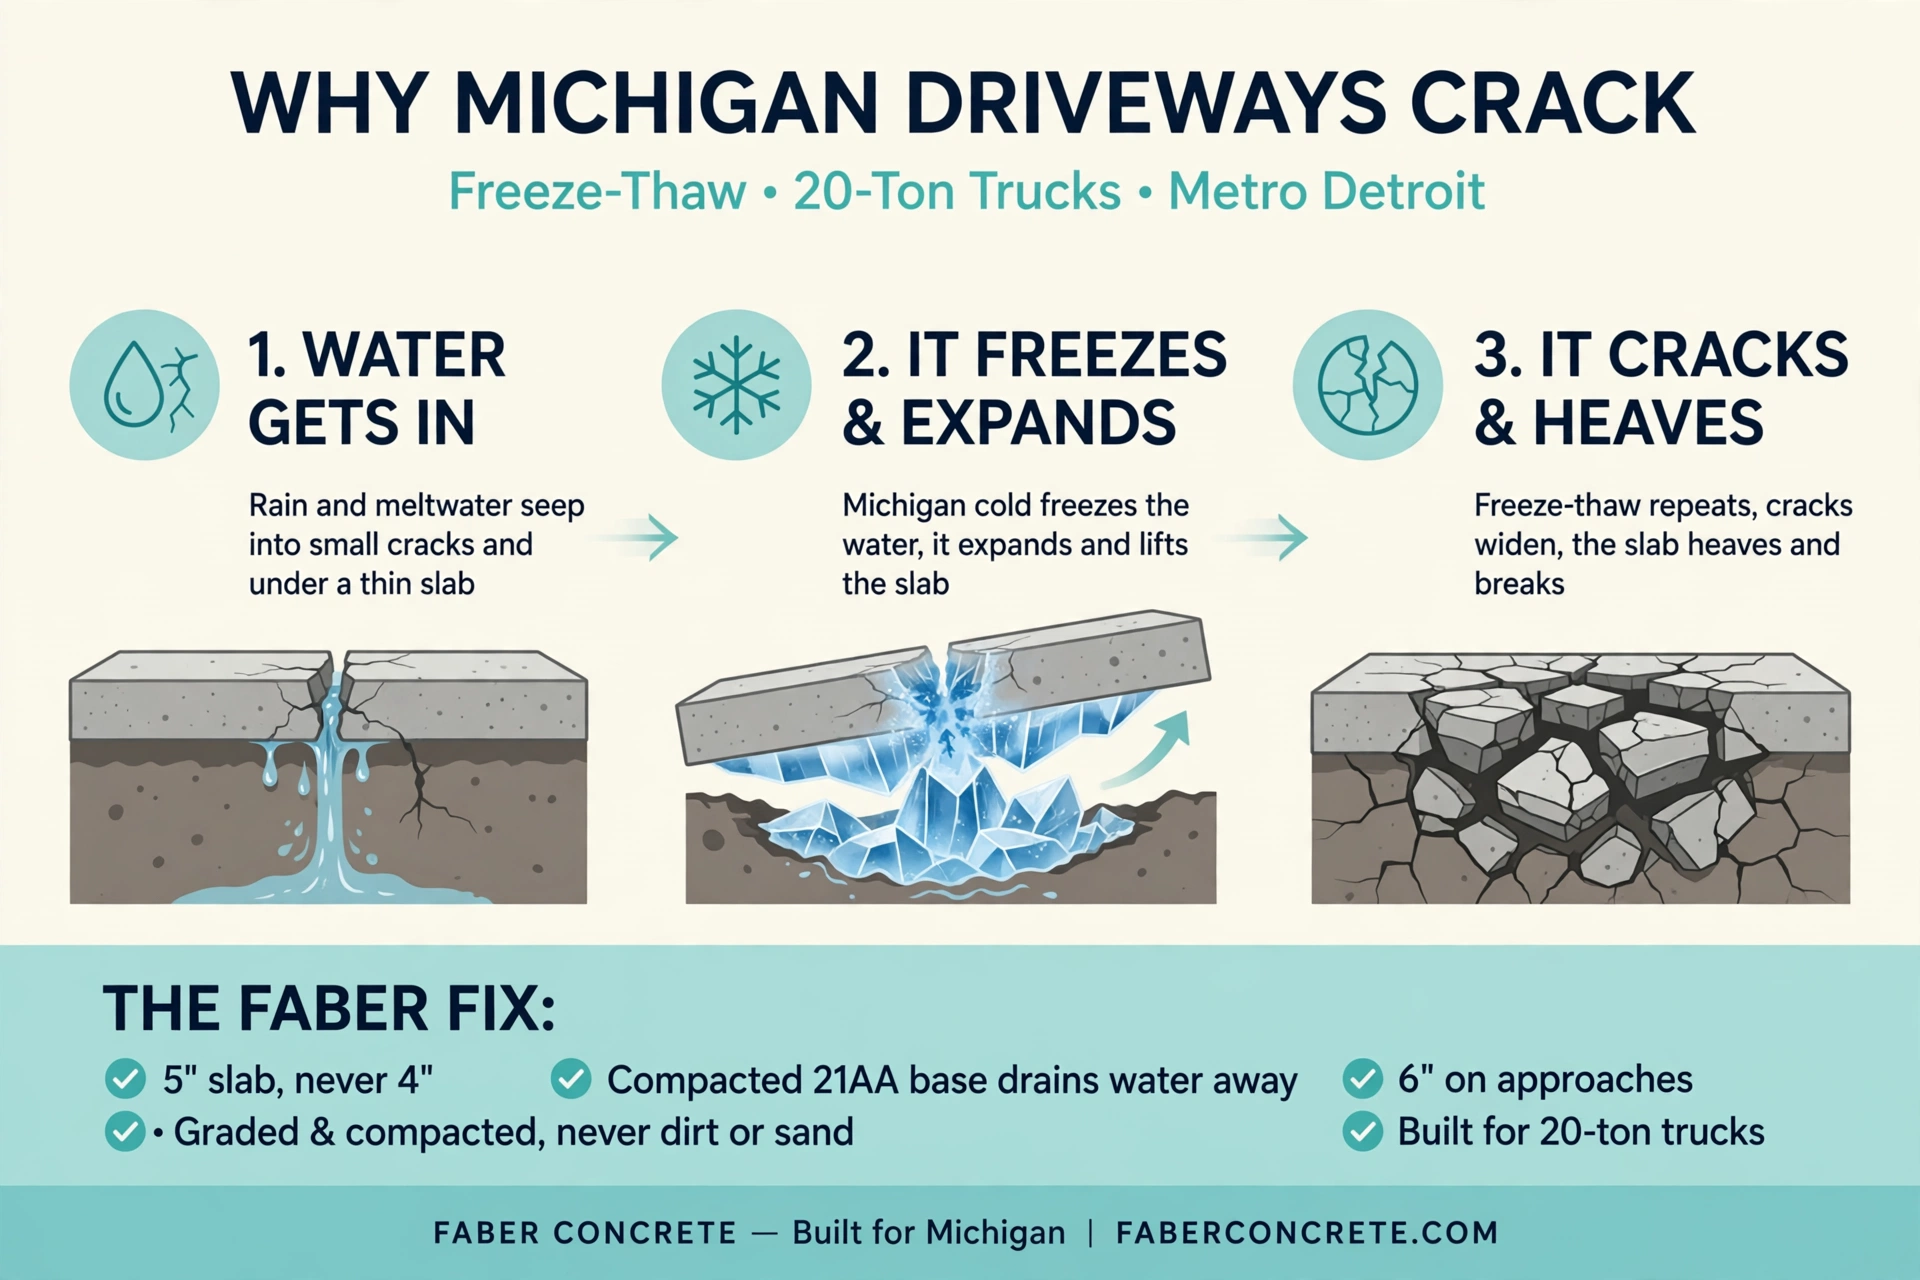 WHY MICHIGAN DRIVEWAYS CRACK
Freeze-Thaw • 20-Ton Trucks • Metro Detroit
1. WATER
GETS IN
Rain and meltwater seep
into small cracks and
under a thin slab
2. IT FREEZES
& EXPANDS
Michigan cold freezes the
water, it expands and lifts
the slab
3. IT CRACKS
& HEAVES
Freeze-thaw repeats, cracks
widen, the slab heaves and
breaks
THE FABER FIX:
5" slab, never 4"
Compacted 21AA base drains water away
6" on approaches
• Graded & compacted, never dirt or sand
Built for 20-ton trucks
FABER CONCRETE — Built for Michigan | FABERCONCRETE.COM